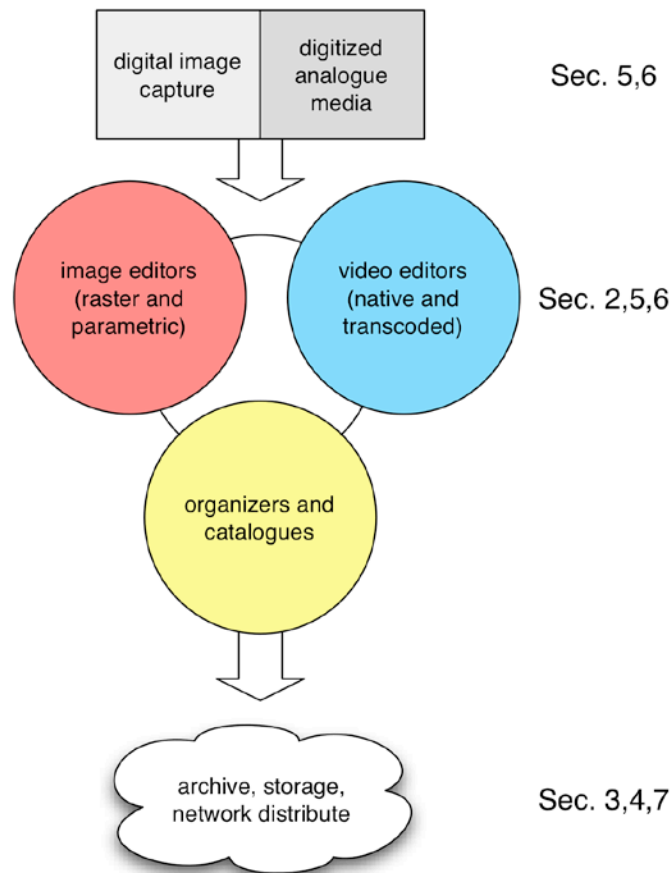 digital image
capture
digitized
analogue
media
Sec. 5,6
image editors
(raster and
parametric)
video editors
(native and
transcoded)
Sec. 2,5,6
organizers and
catalogues
archive, storage,
network distribute
Sec. 3,4,7